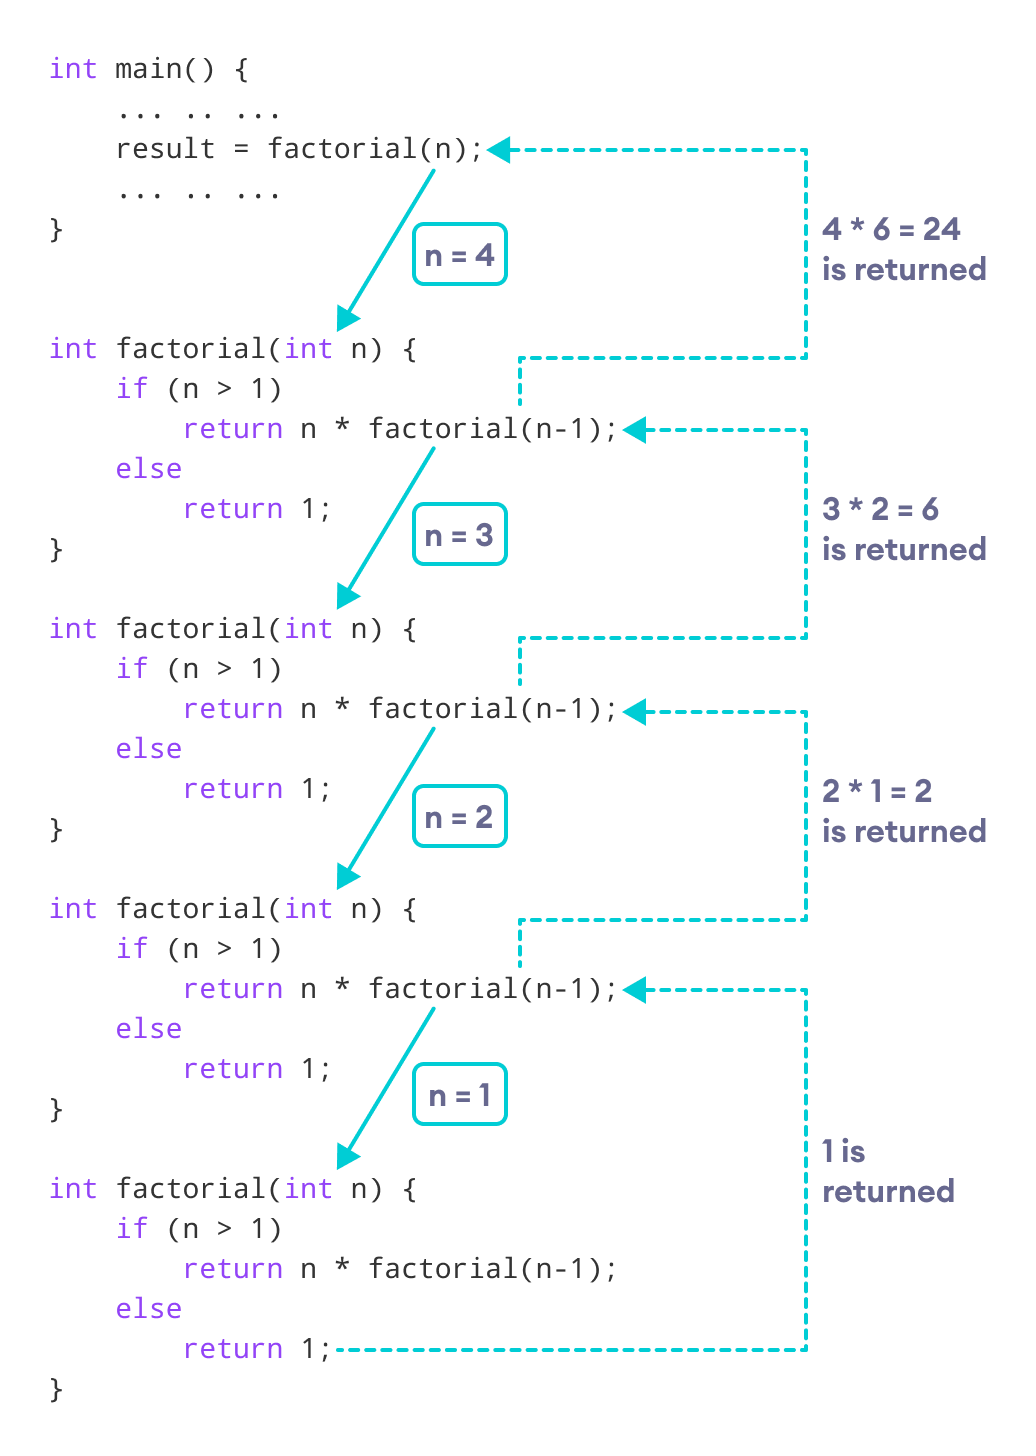 int main() {
... .. ...
result = factorial(n);
... .. ...
}
4 * 6 = 24
is returned
n = 4
int factorial(int n) {
if (n > 1)
return n * factorial(n-1);
else
return 1;
}
3 * 2 = 6
is returned
n = 3
int factorial(int n) {
if (n > 1)
return n * factorial(n-1);
else
return 1;
}
2 * 1 = 2
is returned
n = 2
int factorial(int n) {
if (n > 1)
return n * factorial(n-1);
else
return 1;
}
n = 1
1 is
returned
int factorial(int n) {
if (n > 1)
return n * factorial(n-1);
else
return 1;
}